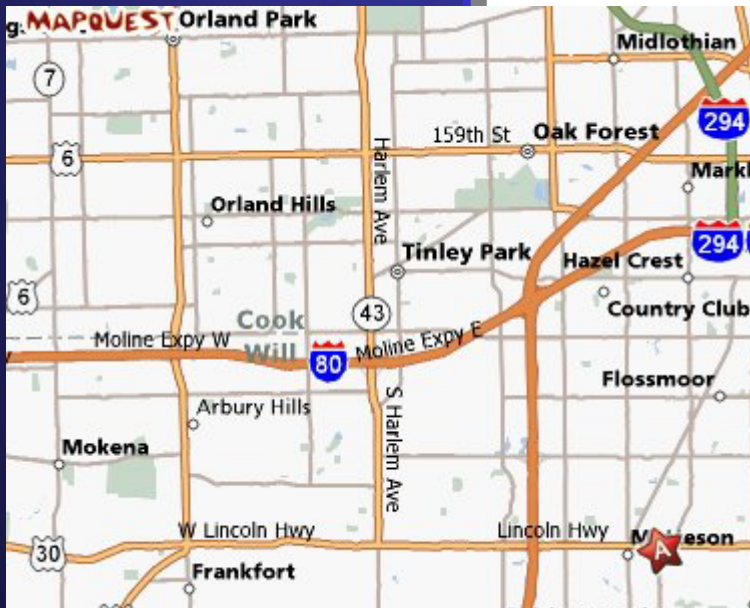 g.
MAPQUEST
Orland Park
Midlothian
7
294
159th St
Oak Forest
6
Harlem Ave
Mark
Orland Hills
294
Tinley Park
Hazel Crest
6
Country Club
43
Cook
Will
Moline Expy W
Moline Expy E
80
Flossmoor
Arbury Hills
S Harlem Ave
Mokena
W Lincoln Hwy
Lincoln Hwy
30
A
eson
Frankfort